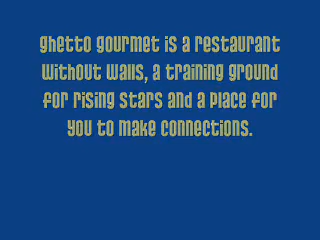 ghetto gourmet is a restaurant
without walls, a training ground
for rising stars and a place for
you to make connections.